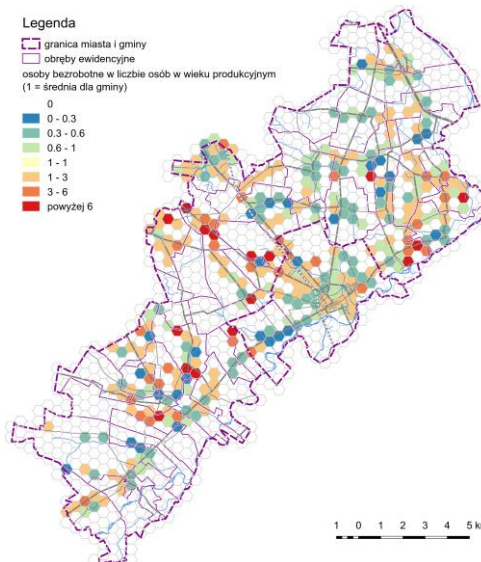 Legenda
granica miasta i gminy
obręby ewidencyjne
osoby bezrobotne w liczbie osób w wieku produkcyjnym
(1 = średnia dla gminy)
0
0 - 0.3
0.3 - 0.6
0.6 - 1
1 - 1
1 - 3
3 - 6
powyżej 6
1 0 1 2 3 4 5 km